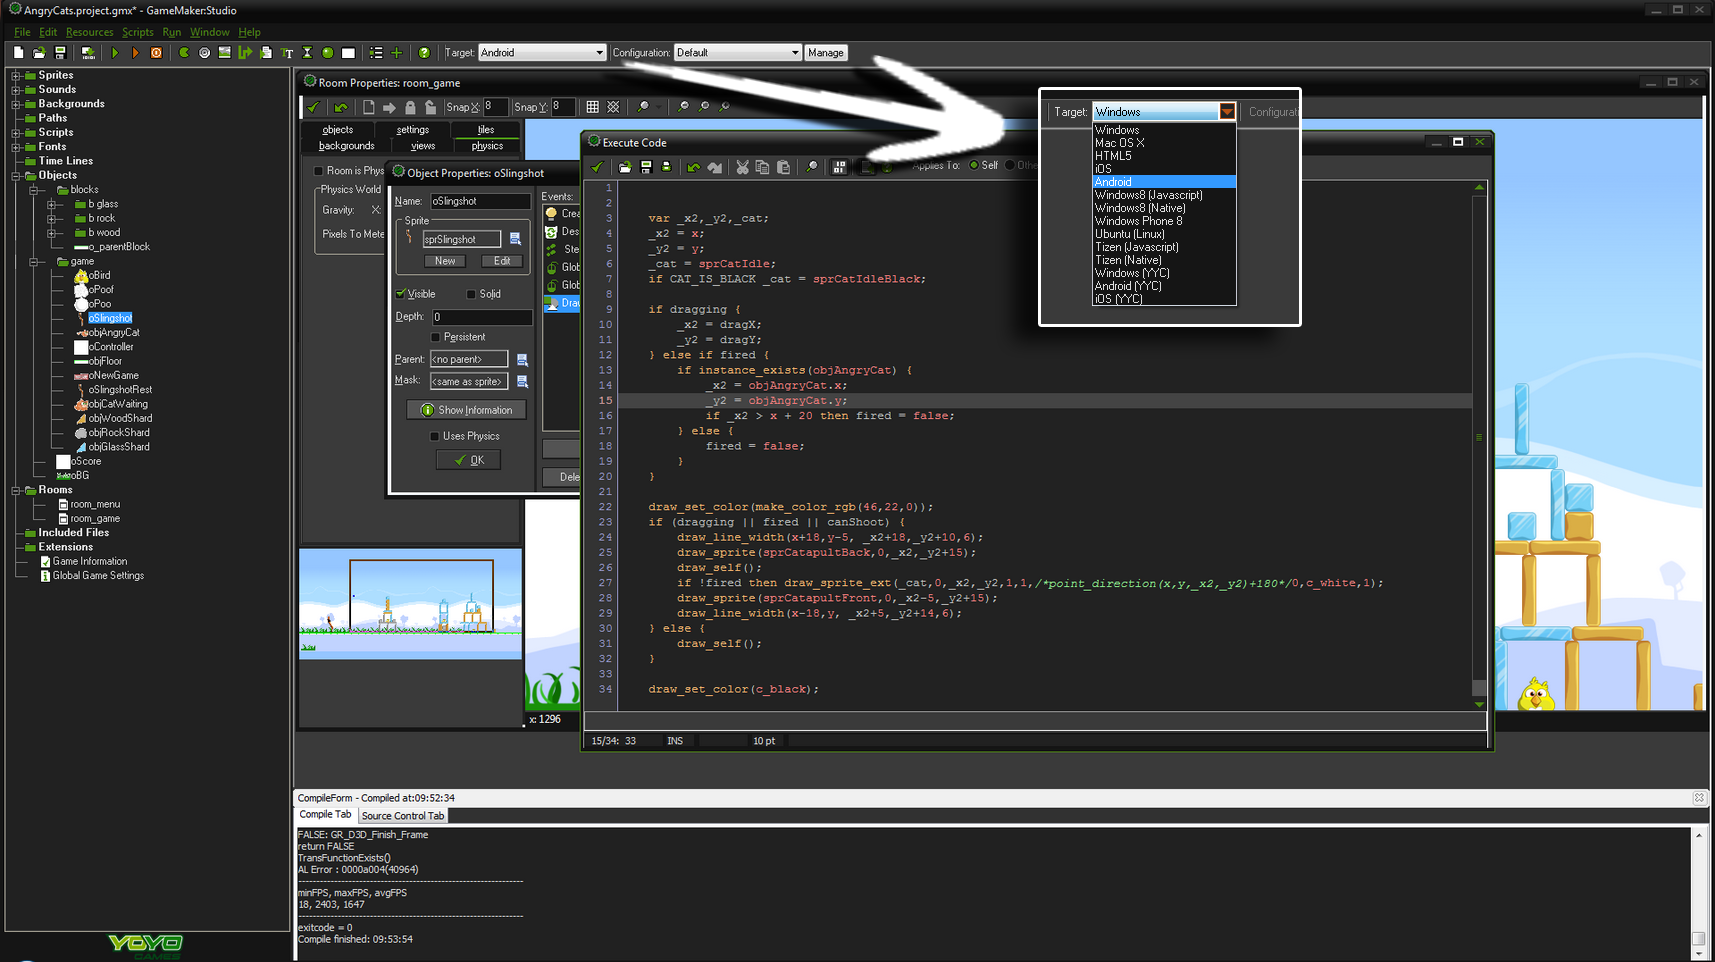 AngryCats.project.gmx* - GameMaker:Studio
File Edit Resources Scripts Run Window Help
Target: Android Configuration: Default Manage
Sprites
Sounds
Backgrounds
Paths
Scripts
Fonts
Time Lines
Objects
blocks
b glass
b rock
b wood
o_parentBlock
game
oBird
oPoof
oPoo
oSlingshot
objAngryCat
oController
objFloor
oNewGame
oSlingshotRest
objCatWaiting
objWoodShard
objRockShard
objGlassShard
oScore
oBG
Rooms
room_menu
room_game
Included Files
Extensions
Game Information
Global Game Settings
YOYO
GAMES
Room Properties: room_game
Snap X: 8 Snap Y: 8
objects settings tiles
backgrounds views physics
Room is Phys
Physics World
Gravity: X:
Pixels To Mete
x: 1296
Object Properties: oSlingshot
Name: oSlingshot
Sprite
sprSlingshot
New Edit
Visible Solid
Depth: 0
Persistent
Parent: <no parent>
Mask: <same as sprite>
Show Information
Uses Physics
OK
Events:
Crea
Des
Ste
Glob
Glob
Draw
Dele
Execute Code
Applies To: Self Othe
1
2
3 var _x2,_y2,_cat;
4 _x2 = x;
5 _y2 = y;
6 _cat = sprCatIdle;
7 if CAT_IS_BLACK _cat = sprCatIdleBlack;
8
9 if dragging {
10 _x2 = dragX;
11 _y2 = dragY;
12 } else if fired {
13 if instance_exists(objAngryCat) {
14 _x2 = objAngryCat.x;
15 _y2 = objAngryCat.y;
16 if _x2 > x + 20 then fired = false;
17 } else {
18 fired = false;
19 }
20 }
21
22 draw_set_color(make_color_rgb(46,22,0));
23 if (dragging || fired || canShoot) {
24 draw_line_width(x+18,y-5, _x2+18,_y2+10,6);
25 draw_sprite(sprCatapultBack,0,_x2,_y2+15);
26 draw_self();
27 if !fired then draw_sprite_ext(_cat,0,_x2,_y2,1,1,/*point_direction(x,y,_x2,_y2)+180*/0,c_white,1);
28 draw_sprite(sprCatapultFront,0,_x2-5,_y2+15);
29 draw_line_width(x-18,y, _x2+5,_y2+14,6);
30 } else {
31 draw_self();
32 }
33
34 draw_set_color(c_black);
15/34: 33 INS 10 pt
Target: Windows Configurati
Windows
Mac OS X
HTML5
iOS
Android
Windows8 (Javascript)
Windows8 (Native)
Windows Phone 8
Ubuntu (Linux)
Tizen (Javascript)
Tizen (Native)
Windows (YYC)
Android (YYC)
iOS (YYC)
CompileForm - Compiled at:09:52:34
Compile Tab Source Control Tab
FALSE: GR_D3D_Finish_Frame
return FALSE
TransFunctionExists()
AL Error : 0000a004(40964)
------------------------------------------------------------
minFPS, maxFPS, avgFPS
18, 2403, 1647
------------------------------------------------------------
exitcode = 0
Compile finished: 09:53:54